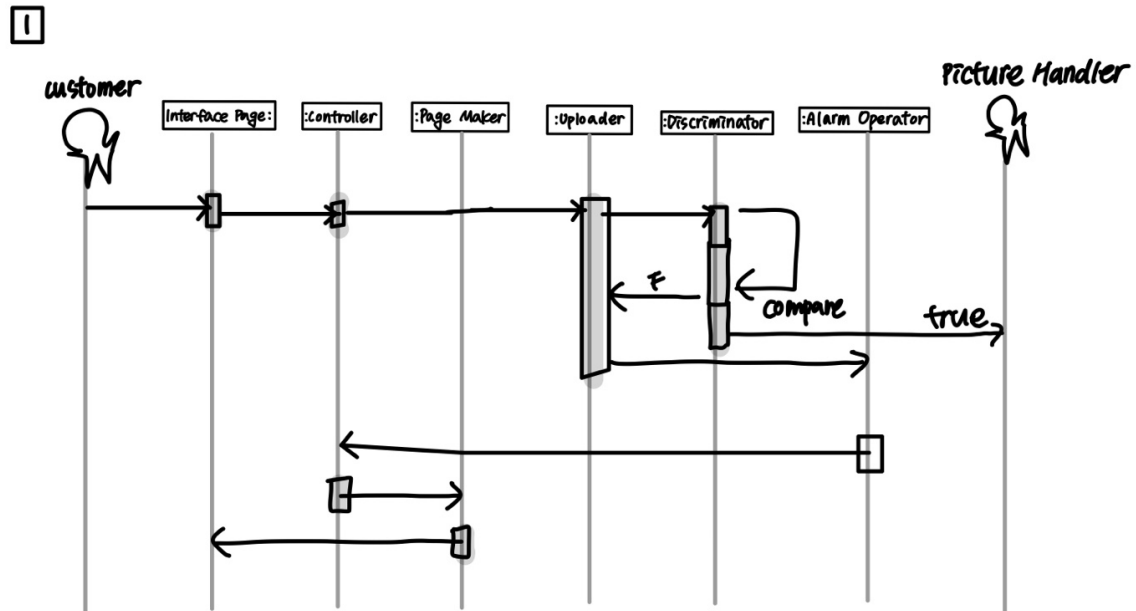 1
customer
Picture Handler
Interface Page:
:Controller
:Page Maker
:Uploader
:Discriminator
:Alarm Operator
F
compare
true